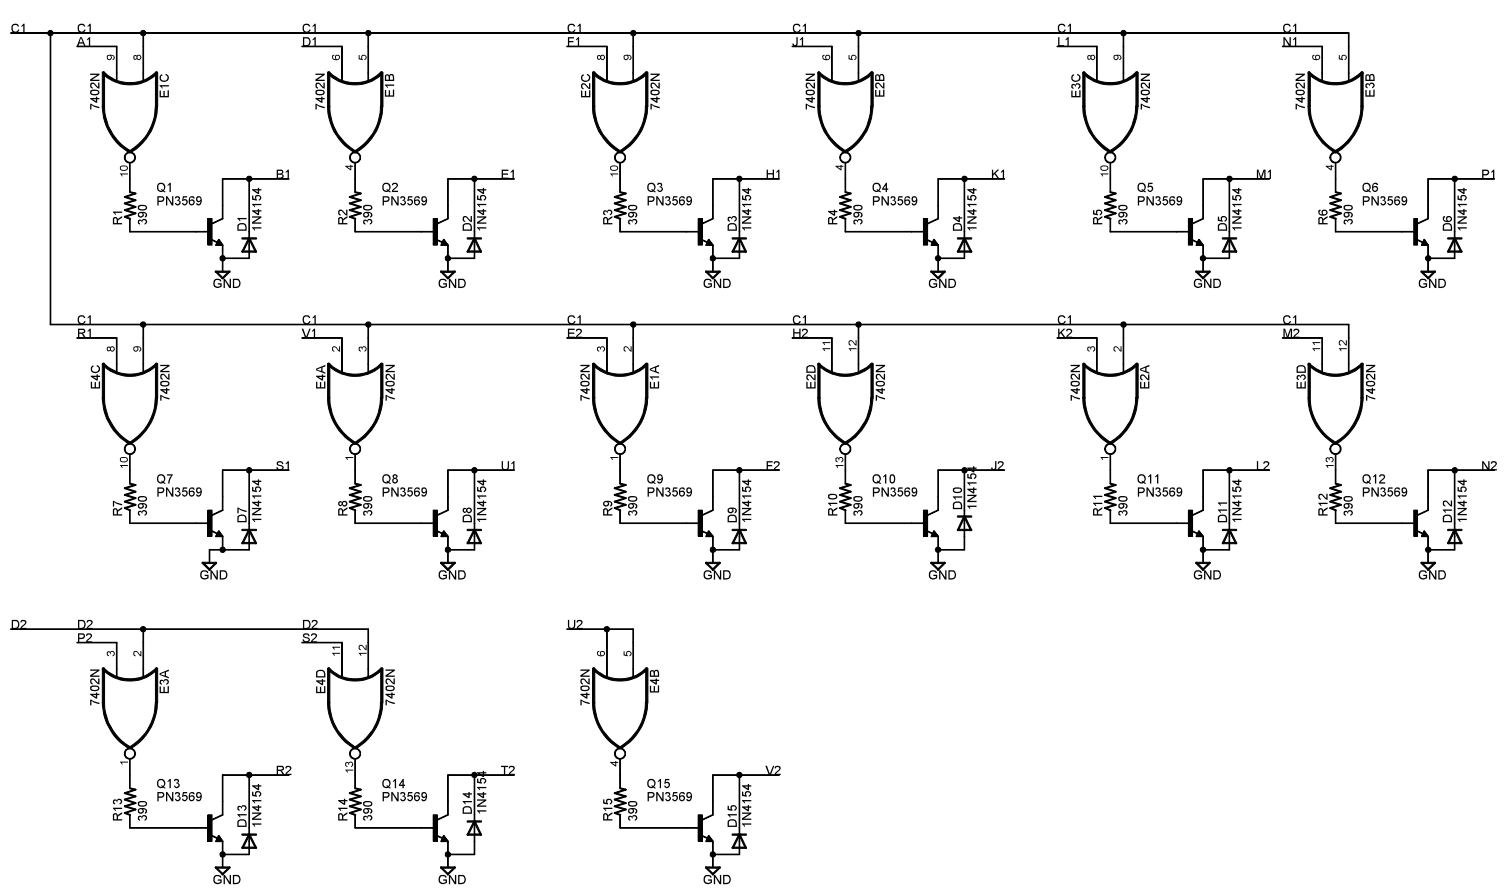 C1 C1 C1 C1 C1 C1 C1
A1 D1 F1 J1 L1 N1
9 8 6 5 8 9 6 5 8 9 6 5
7402N E1C 7402N E1B E2C 7402N 7402N E2B E3C 7402N 7402N E3B
10 4 10 4 10 4
B1 E1 H1 K1 M1 P1
Q1 Q2 Q3 Q4 Q5 Q6
PN3569 PN3569 PN3569 PN3569 PN3569 PN3569
R1 390 D1 1N4154 R2 390 D2 1N4154 R3 390 D3 1N4154 R4 390 D4 1N4154 R5 390 D5 1N4154 R6 390 D6 1N4154
GND GND GND GND GND GND
C1 C1 C1 C1 C1 C1
R1 V1 E2 H2 K2 M2
8 9 2 3 3 2 11 12 3 2 11 12
E4C 7402N E4A 7402N 7402N E1A E2D 7402N 7402N E2A E3D 7402N
10 1 1 13 1 13
S1 U1 F2 J2 L2 N2
Q7 Q8 Q9 Q10 Q11 Q12
PN3569 PN3569 PN3569 PN3569 PN3569 PN3569
R7 390 D7 1N4154 R8 390 D8 1N4154 R9 390 D9 1N4154 R10 390 D10 1N4154 R11 390 D11 1N4154 R12 390 D12 1N4154
GND GND GND GND GND GND
D2 D2 D2 U2
P2 S2
3 2 11 12 6 5
7402N E3A E4D 7402N 7402N E4B
1 13 4
R2 T2 V2
Q13 Q14 Q15
PN3569 PN3569 PN3569
R13 390 D13 1N4154 R14 390 D14 1N4154 R15 390 D15 1N4154
GND GND GND